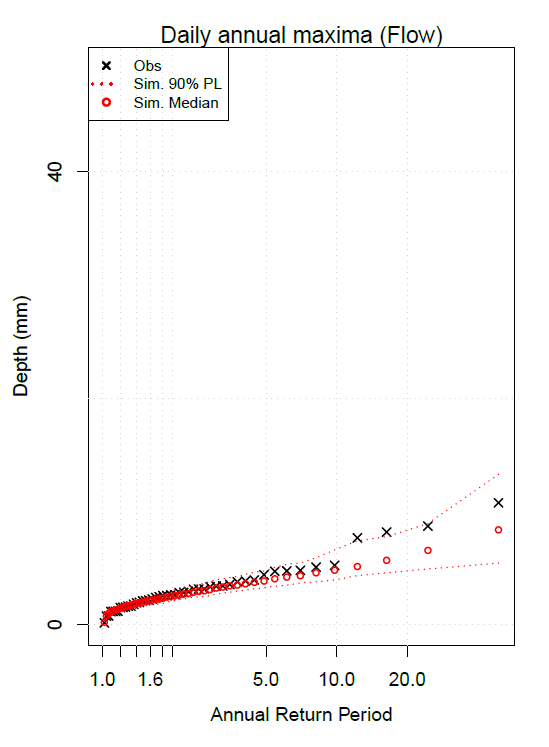 Daily annual maxima (Flow)
Obs
Sim. 90% PL
Sim. Median
40
Depth (mm)
0
1.0 1.6 5.0 10.0 20.0
Annual Return Period